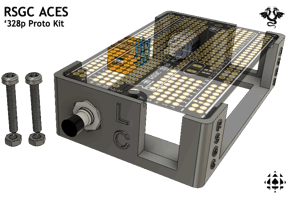 RSGC ACES
'328p Proto Kit
L
C